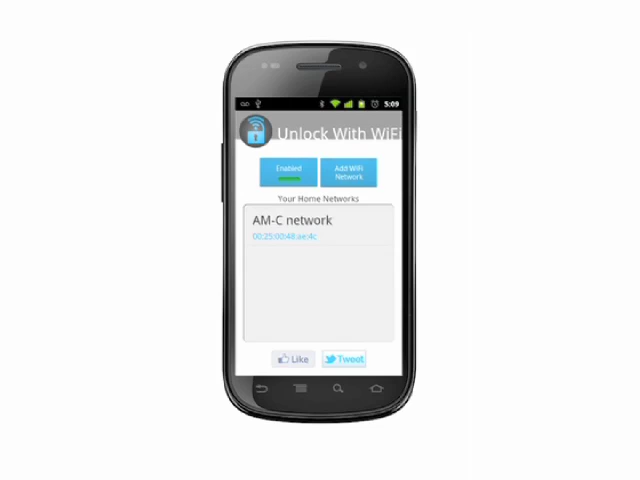 5:09
Unlock With WiFi
Enabled
Add WiFi
Network
Your Home Networks
AM-C network
00:25:00:48:ae:4c
Like
Tweet